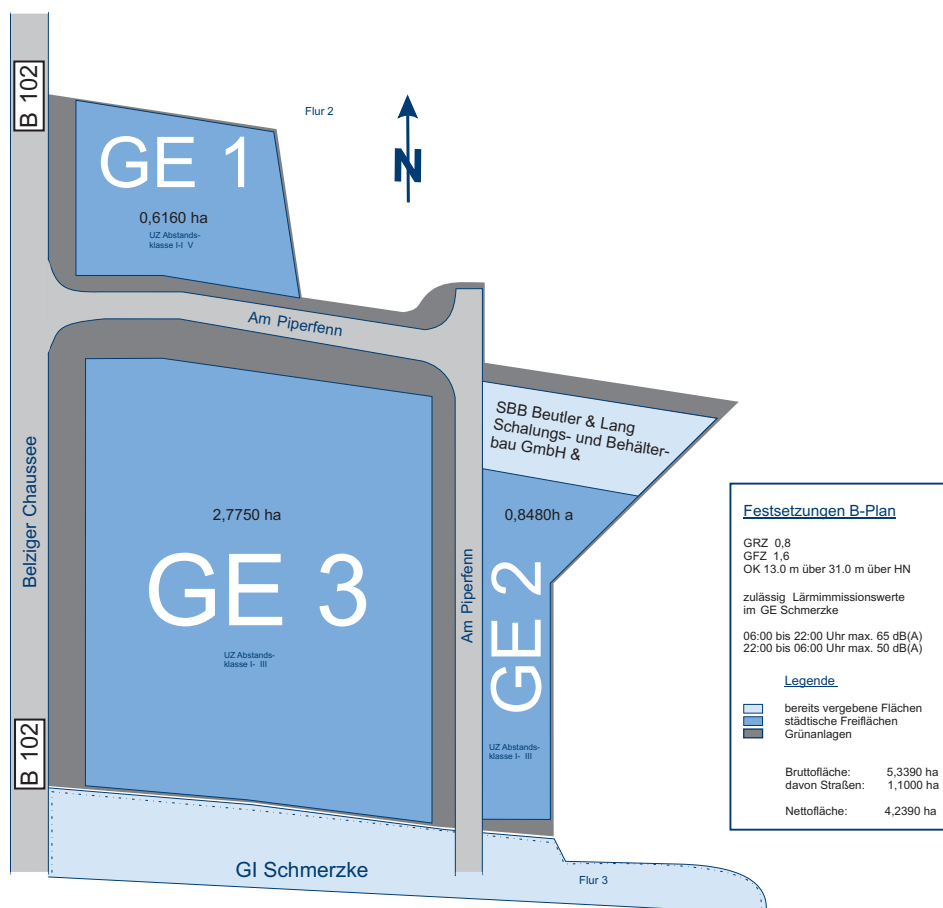 B 102
Flur 2
N
GE 1
0,6160 ha
UZ Abstands-
klasse I-I V
Am Piperfenn
SBB Beutler & Lang
Schalungs- und Behälter-
bau GmbH &
Belziger Chaussee
2,7750 ha
GE 3
UZ Abstands-
klasse I- III
Am Piperfenn
0,8480h a
GE 2
UZ Abstands-
klasse I- III
B 102
GI Schmerzke
Flur 3
Festsetzungen B-Plan
GRZ 0,8
GFZ 1,6
OK 13.0 m über 31.0 m über HN
zulässig Lärmimmissionswerte
im GE Schmerzke
06:00 bis 22:00 Uhr max. 65 dB(A)
22:00 bis 06:00 Uhr max. 50 dB(A)
Legende
bereits vergebene Flächen
städtische Freiflächen
Grünanlagen
Bruttofläche: 5,3390 ha
davon Straßen: 1,1000 ha
Nettofläche: 4,2390 ha